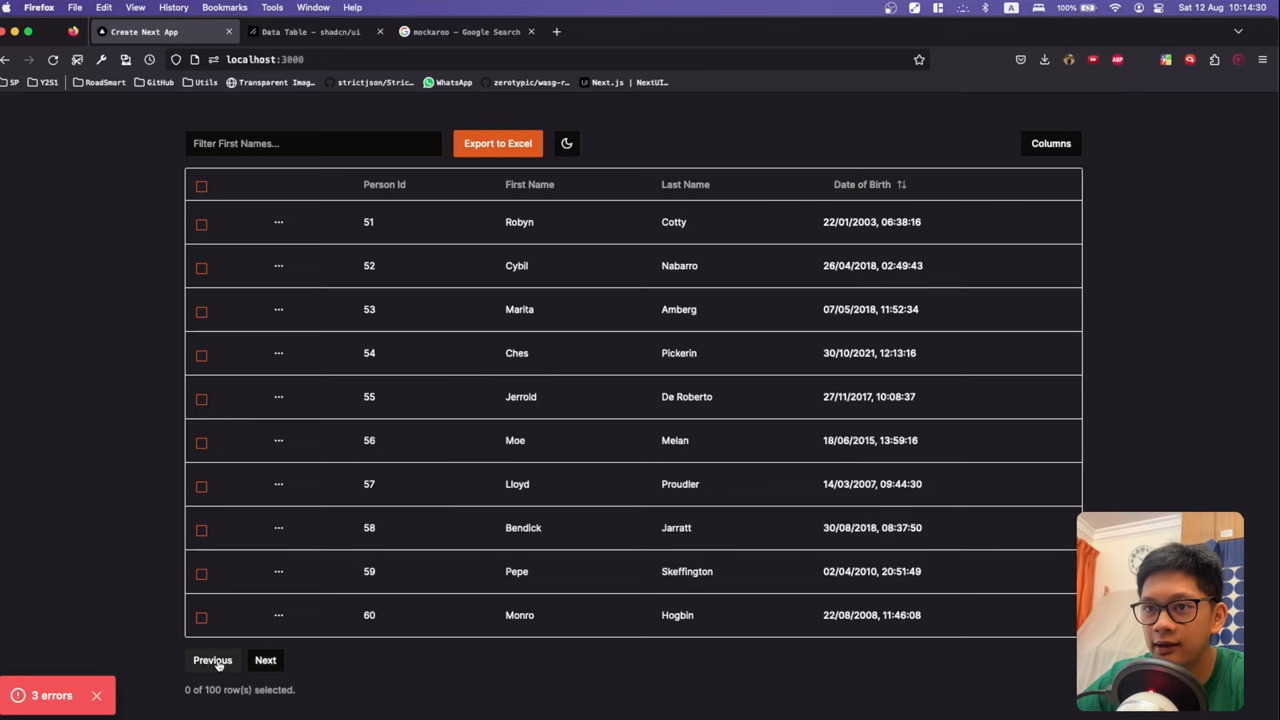 Firefox File Edit View History Bookmarks Tools Window Help A 100% Sat 12 Aug 10:14:30
Create Next App Data Table – shadcn/ui mockaroo – Google Search
localhost:3000
SP Y2S1 RoadSmart GitHub Utils Transparent Imag... strictjson/Stric... WhatsApp zerotypic/wasg-r... Next.js | NextUI...
Filter First Names... Export to Excel Columns
Person Id First Name Last Name Date of Birth
51 Robyn Cotty 22/01/2003, 06:38:16
52 Cybil Nabarro 26/04/2018, 02:49:43
53 Marita Amberg 07/05/2018, 11:52:34
54 Ches Pickerin 30/10/2021, 12:13:16
55 Jerrold De Roberto 27/11/2017, 10:08:37
56 Moe Melan 18/06/2015, 13:59:16
57 Lloyd Proudler 14/03/2007, 09:44:30
58 Bendick Jarratt 30/08/2018, 08:37:50
59 Pepe Skeffington 02/04/2010, 20:51:49
60 Monro Hogbin 22/08/2008, 11:46:08
Previous Next
0 of 100 row(s) selected.
3 errors